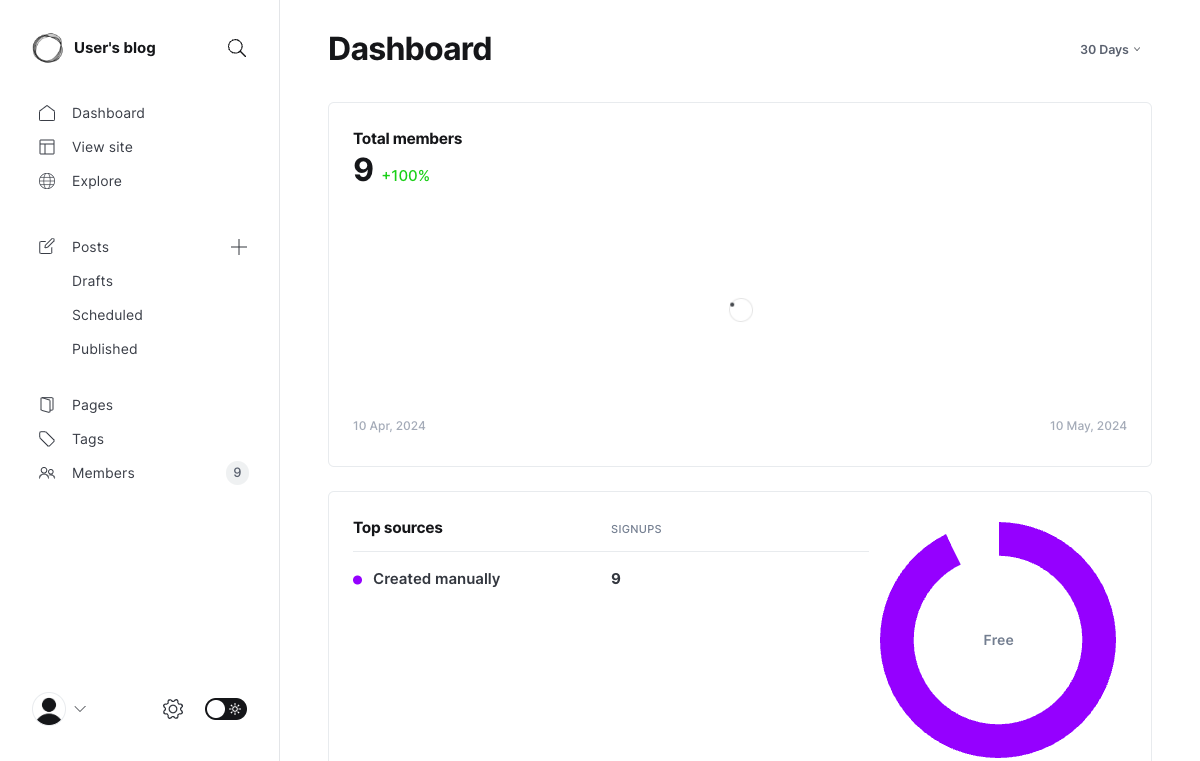 User's blog
Dashboard
View site
Explore
Posts
Drafts
Scheduled
Published
Pages
Tags
Members 9
Dashboard
30 Days
Total members
9 +100%
10 Apr, 2024 10 May, 2024
Top sources SIGNUPS
Created manually 9
Free